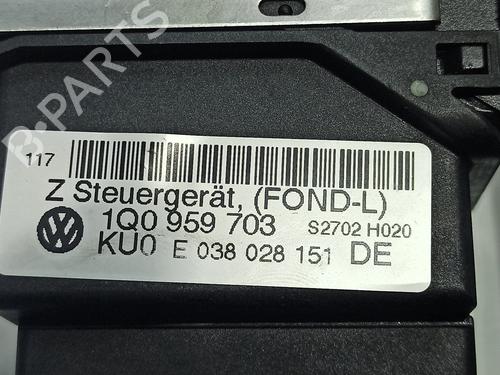 B-PARTS
117
Z Steuergerät, (FOND-L)
1Q0 959 703 S2702 H020
KU0 E 038 028 151 DE